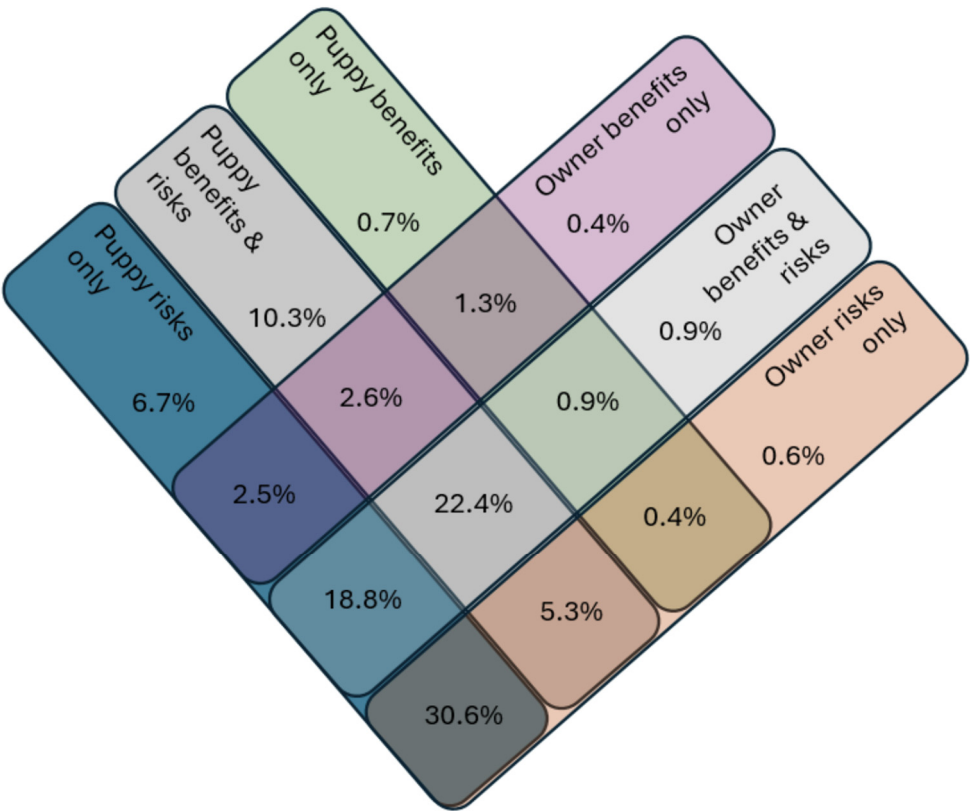 Puppy benefits
only
Owner benefits
only
Puppy
benefits &
risks
Owner
benefits &
risks
Puppy risks
only
Owner risks
only
0.7%
0.4%
10.3%
1.3%
0.9%
6.7%
2.6%
0.9%
0.6%
2.5%
22.4%
0.4%
18.8%
5.3%
30.6%